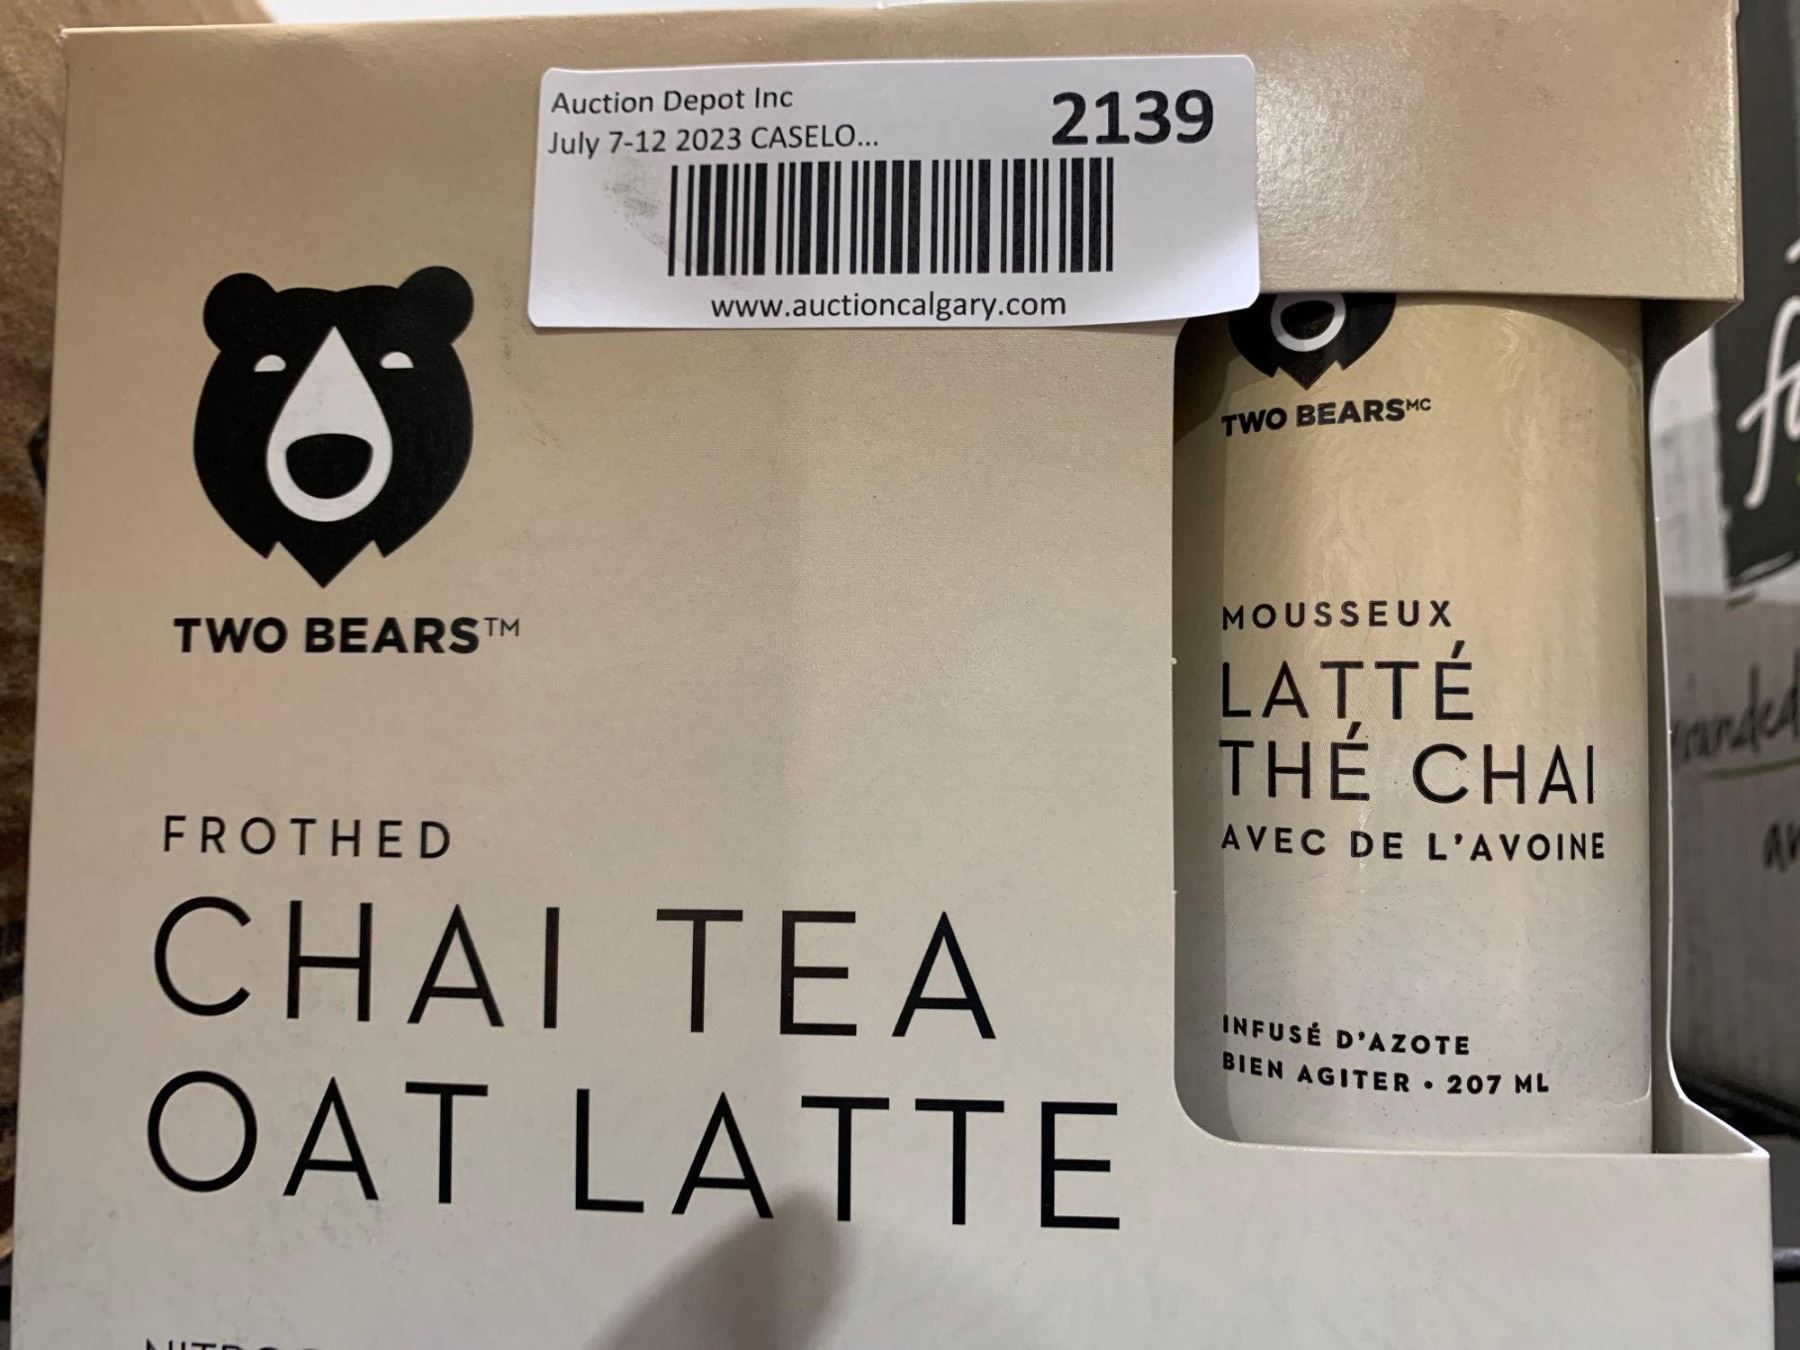 Auction Depot Inc
2139
July 7-12 2023 CASELO...
www.auctioncalgary.com
TWO BEARS™
FROTHED
CHAI TEA
OAT LATTE
TWO BEARSᴹᶜ
MOUSSEUX
LATTÉ
THÉ CHAI
AVEC DE L'AVOINE
INFUSÉ D'AZOTE
BIEN AGITER • 207 ML